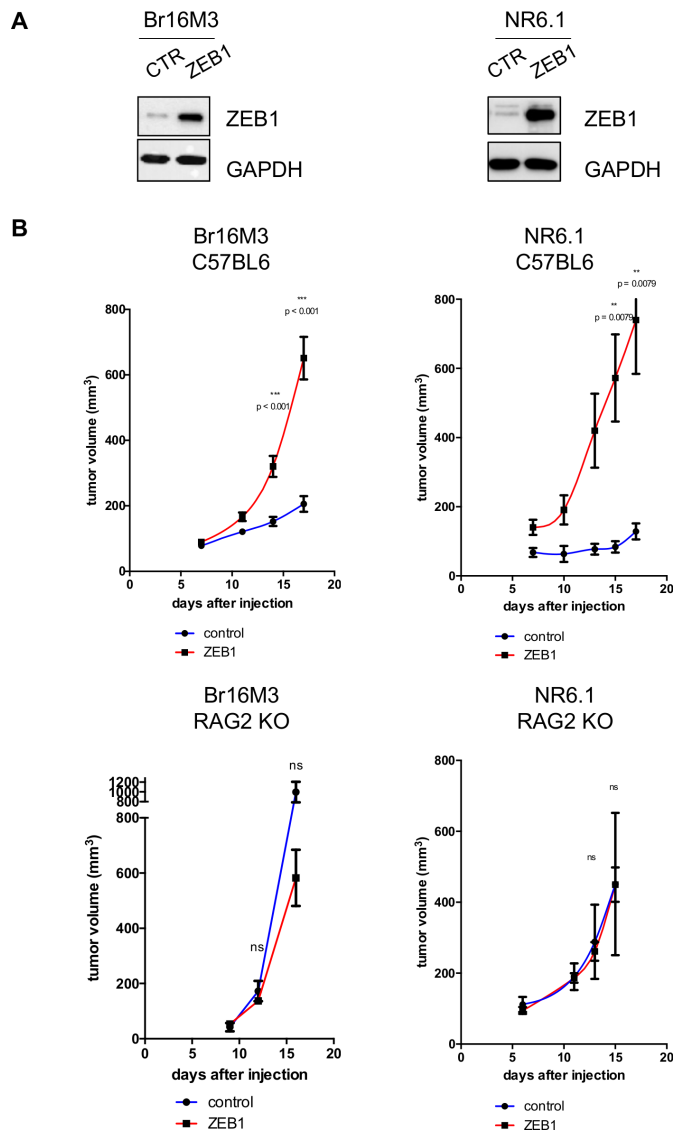 A
Br16M3
CTR ZEB1
ZEB1
GAPDH
NR6.1
CTR ZEB1
ZEB1
GAPDH
B
Br16M3
C57BL6
***
p < 0.001
***
p < 0.001
800
600
400
200
0
0 5 10 15 20
tumor volume (mm³)
days after injection
control
ZEB1
NR6.1
C57BL6
**
p = 0.0079
**
p = 0.0079
800
600
400
200
0
0 5 10 15 20
tumor volume (mm³)
days after injection
control
ZEB1
Br16M3
RAG2 KO
ns
ns
1200
1000
800
800
600
400
200
0
0 5 10 15 20
tumor volume (mm³)
days after injection
control
ZEB1
NR6.1
RAG2 KO
ns
ns
800
600
400
200
0
0 5 10 15 20
tumor volume (mm³)
days after injection
control
ZEB1